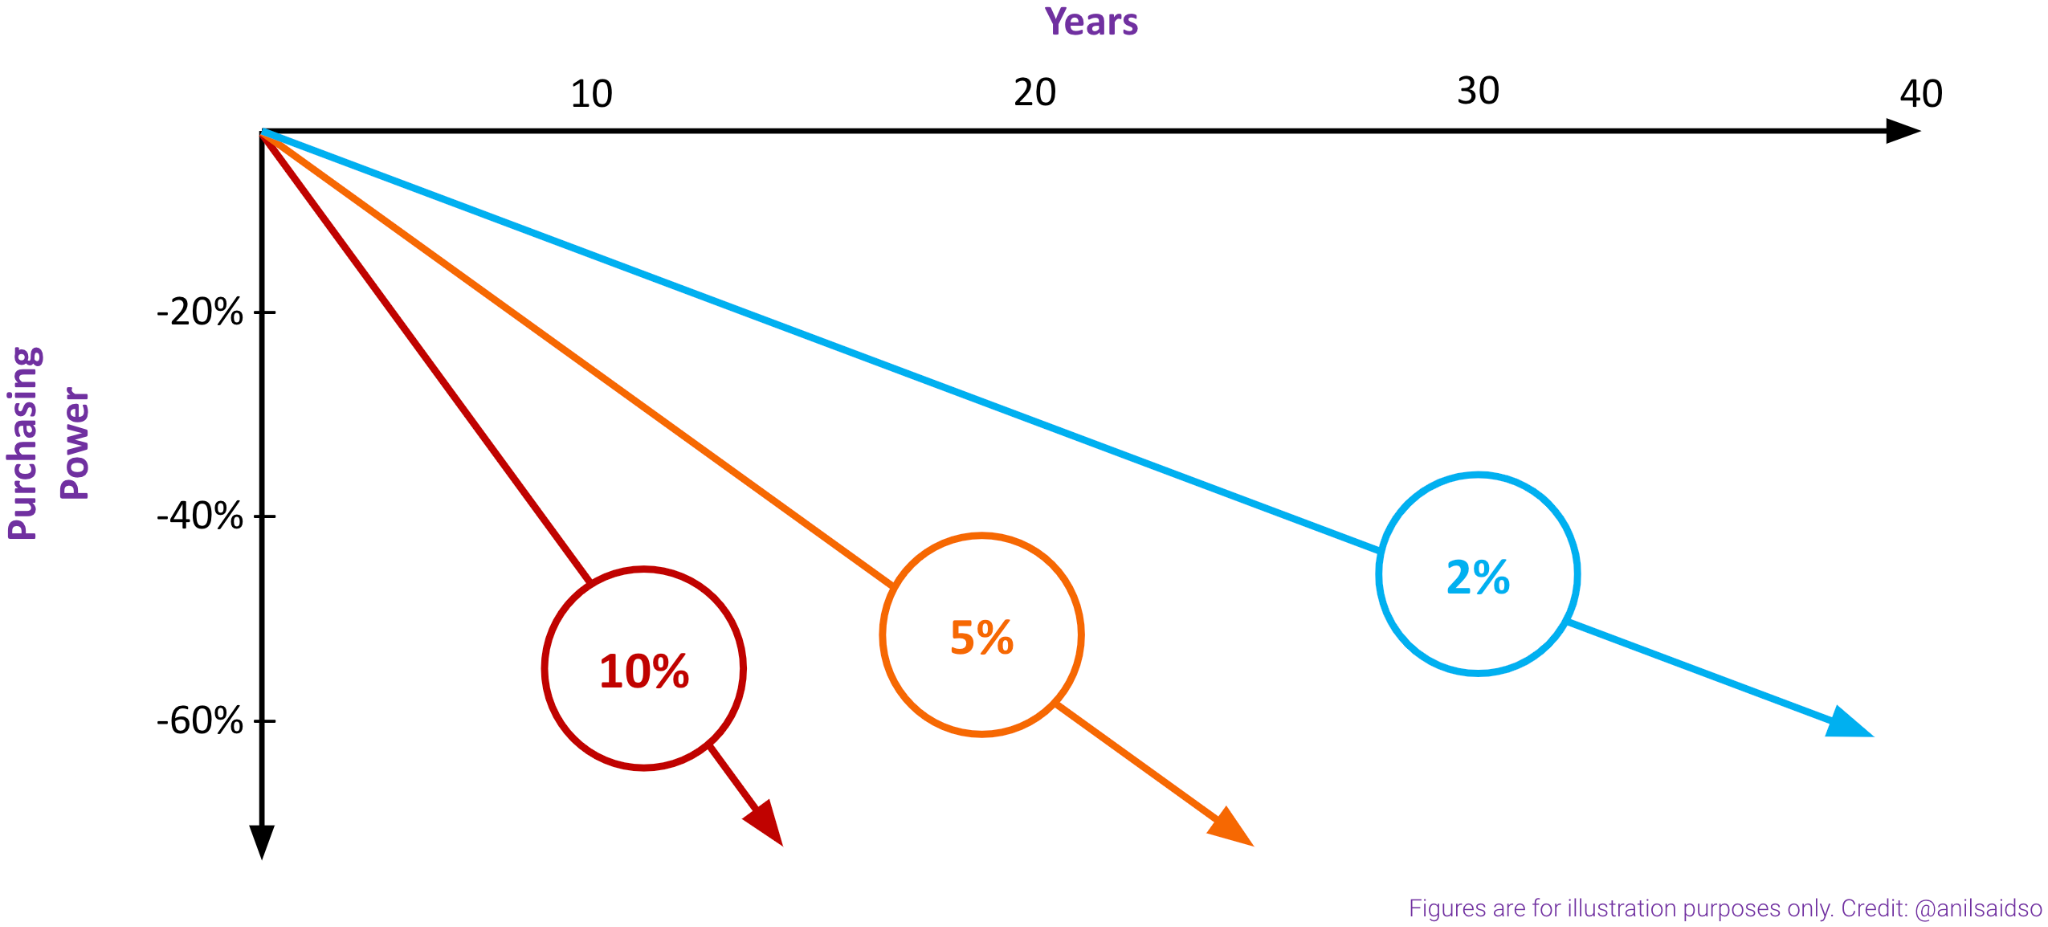 Years
10 20 30 40
Purchasing
Power
-20%
-40%
-60%
10%
5%
2%
Figures are for illustration purposes only. Credit: @anilsaidso